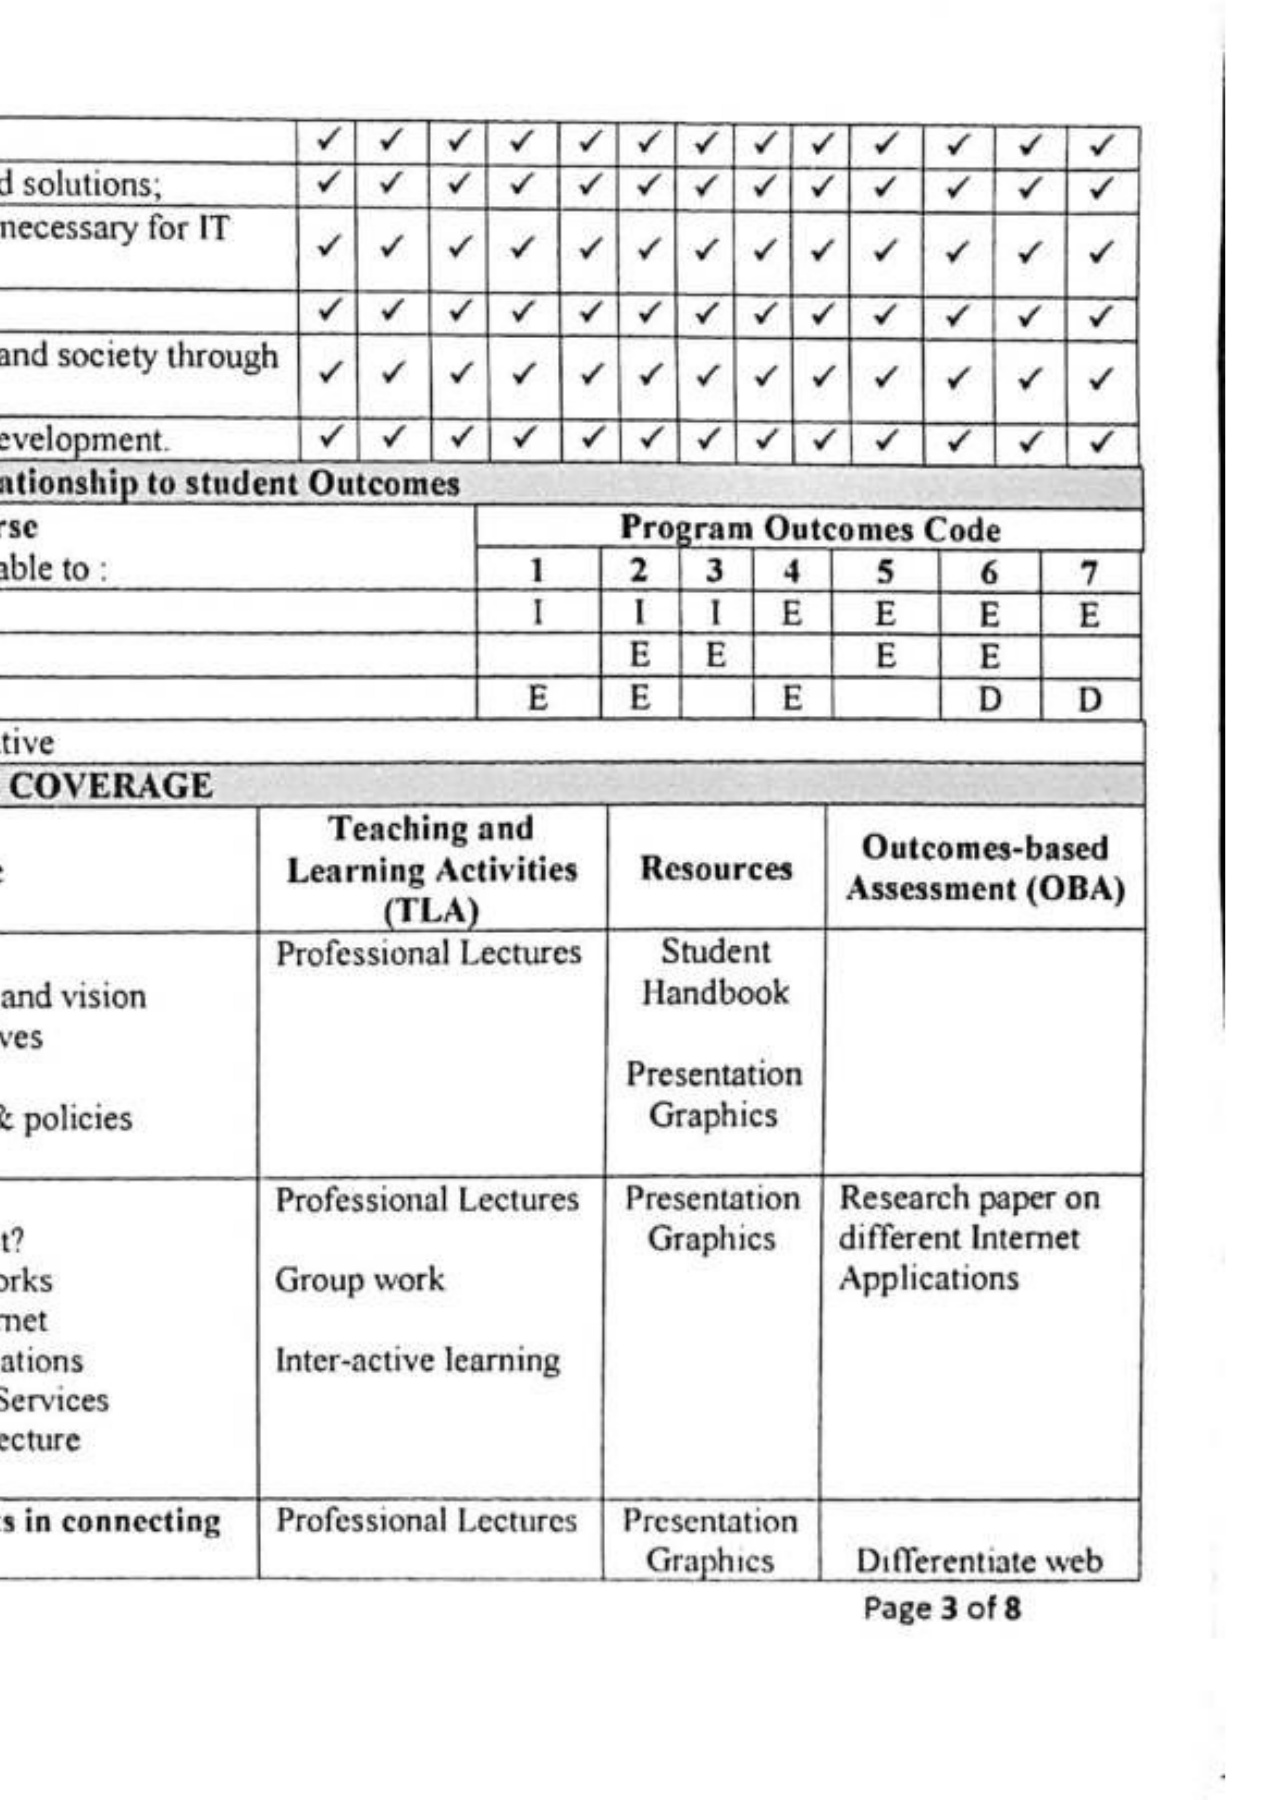 ✓ ✓ ✓ ✓ ✓ ✓ ✓ ✓ ✓ ✓ ✓ ✓ ✓
d solutions; ✓ ✓ ✓ ✓ ✓ ✓ ✓ ✓ ✓ ✓ ✓ ✓ ✓
necessary for IT ✓ ✓ ✓ ✓ ✓ ✓ ✓ ✓ ✓ ✓ ✓ ✓ ✓
✓ ✓ ✓ ✓ ✓ ✓ ✓ ✓ ✓ ✓ ✓ ✓ ✓
and society through ✓ ✓ ✓ ✓ ✓ ✓ ✓ ✓ ✓ ✓ ✓ ✓ ✓
evelopment. ✓ ✓ ✓ ✓ ✓ ✓ ✓ ✓ ✓ ✓ ✓ ✓ ✓
ationship to student Outcomes
rse
able to :
Program Outcomes Code
1 2 3 4 5 6 7
I I I E E E E
E E E E
E E E D D
tive
COVERAGE
Teaching and
Learning Activities
(TLA)
Resources
Outcomes-based
Assessment (OBA)
and vision
ves
& policies
Professional Lectures
Student
Handbook
Presentation
Graphics
t?
orks
rnet
ations
Services
ecture
Professional Lectures
Group work
Inter-active learning
Presentation
Graphics
Research paper on
different Internet
Applications
s in connecting
Professional Lectures
Presentation
Graphics
Differentiate web
Page 3 of 8